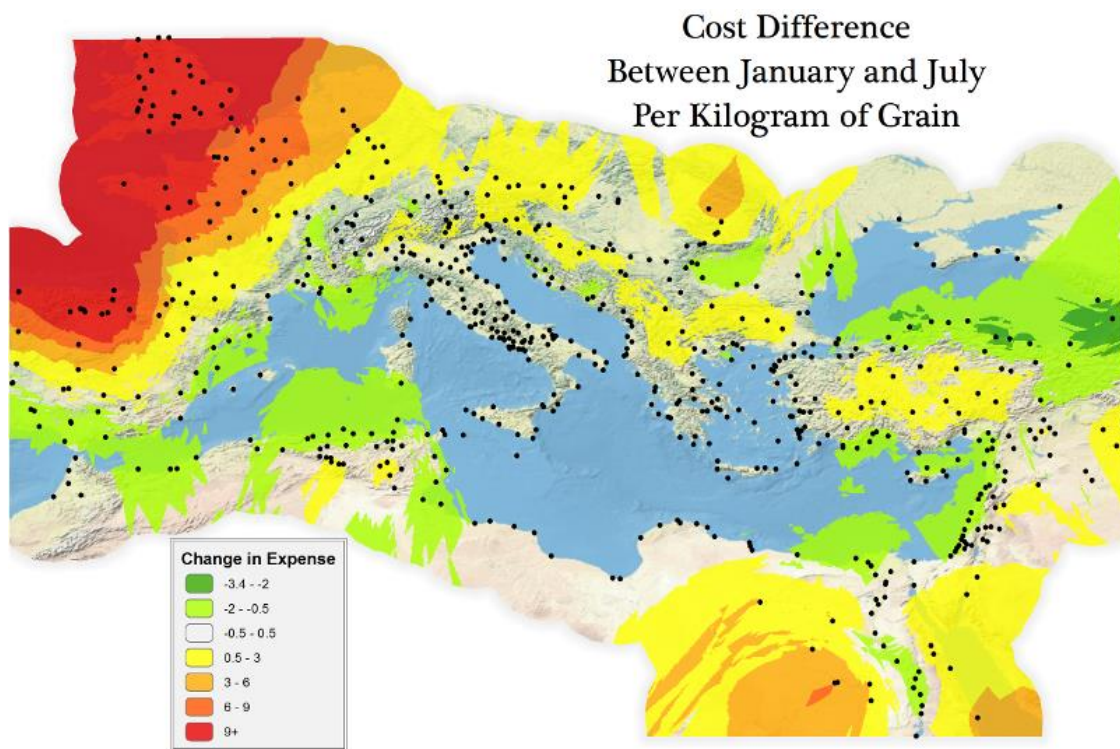 Cost Difference
Between January and July
Per Kilogram of Grain
Change in Expense
-3.4 - -2
-2 - -0.5
-0.5 - 0.5
0.5 - 3
3 - 6
6 - 9
9+